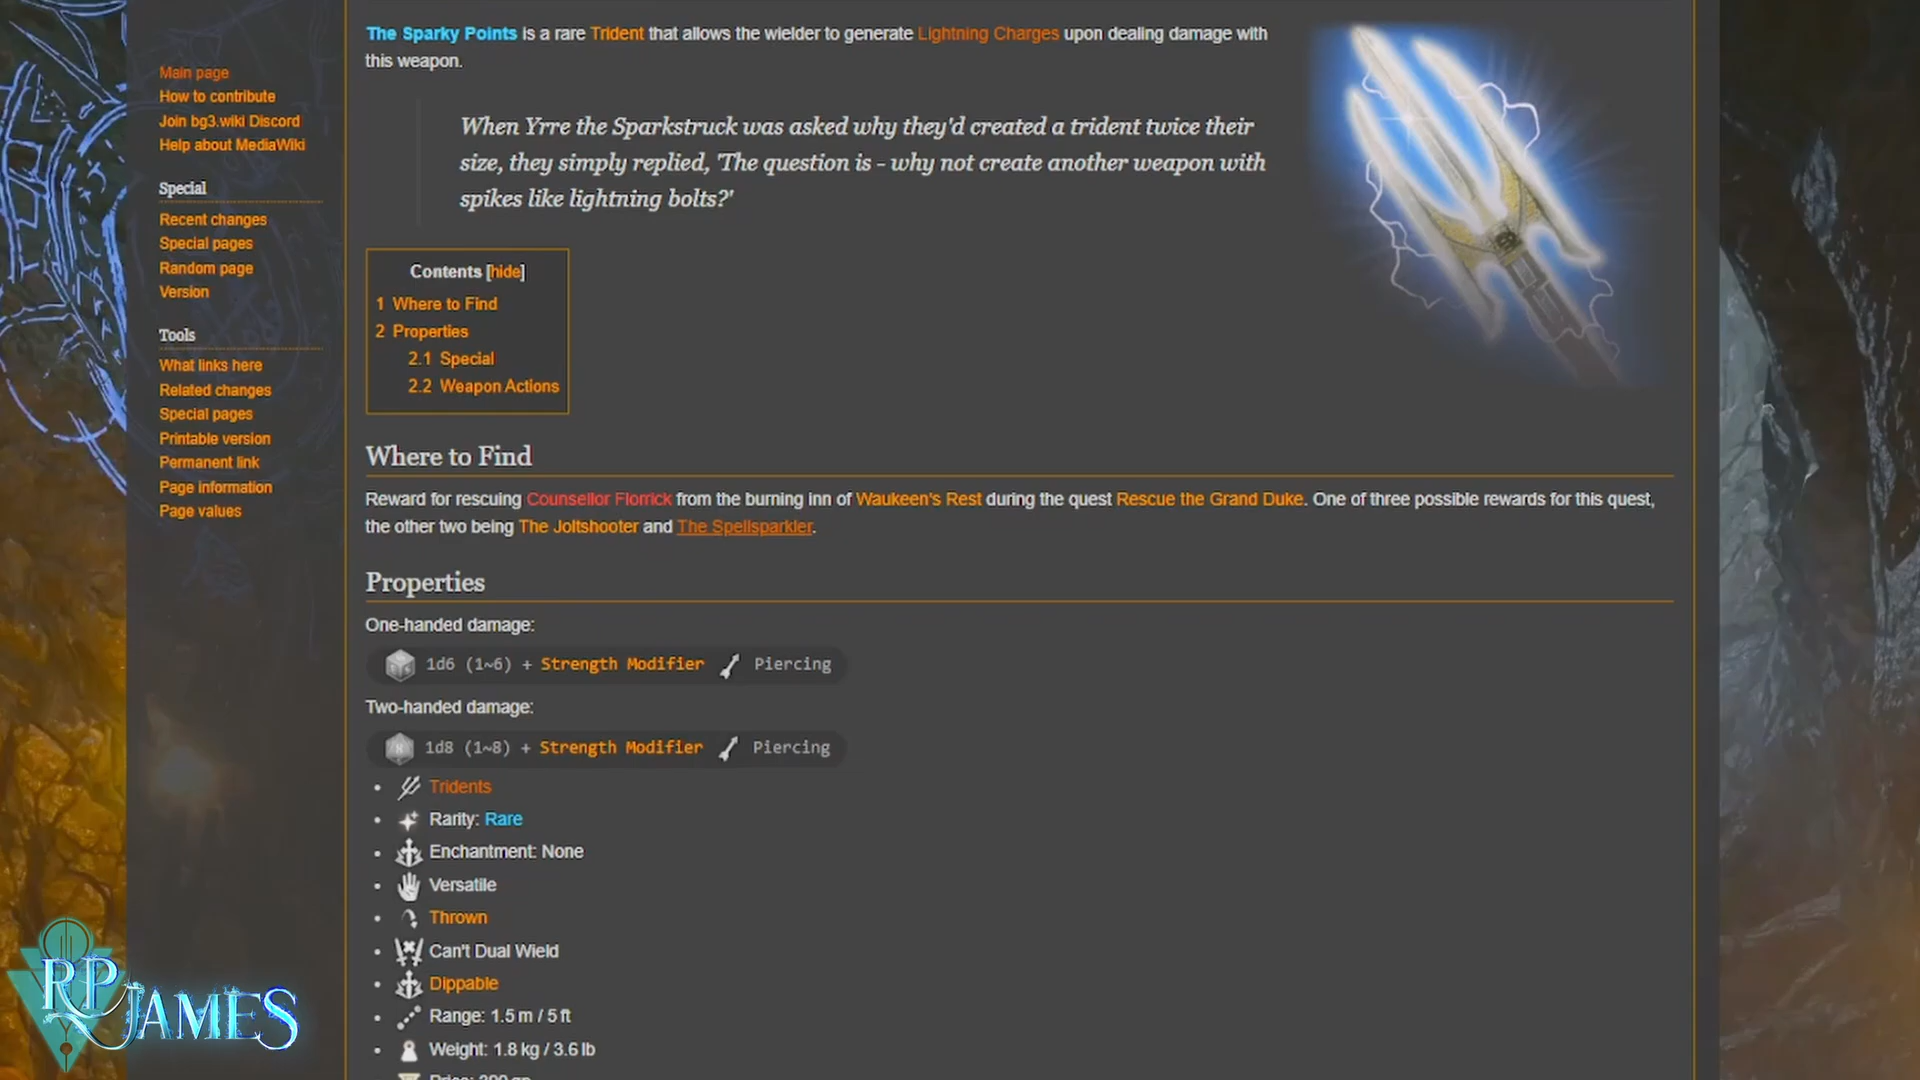 The Sparky Points is a rare Trident that allows the wielder to generate Lightning Charges upon dealing damage with
this weapon.
Main page
How to contribute
Join bg3.wiki Discord
Help about MediaWiki
Special
Recent changes
Special pages
Random page
Version
Tools
What links here
Related changes
Special pages
Printable version
Permanent link
Page information
Page values
When Yrre the Sparkstruck was asked why they'd created a trident twice their
size, they simply replied, 'The question is - why not create another weapon with
spikes like lightning bolts?'
Contents [hide]
1 Where to Find
2 Properties
2.1 Special
2.2 Weapon Actions
Where to Find
Reward for rescuing Counsellor Florrick from the burning inn of Waukeen's Rest during the quest Rescue the Grand Duke. One of three possible rewards for this quest,
the other two being The Joltshooter and The Spellsparkler.
Properties
One-handed damage:
1d6 (1~6) + Strength Modifier Piercing
Two-handed damage:
1d8 (1~8) + Strength Modifier Piercing
Tridents
Rarity: Rare
Enchantment: None
Versatile
Thrown
Can't Dual Wield
Dippable
Range: 1.5 m / 5 ft
Weight: 1.8 kg / 3.6 lb
RPJAMES